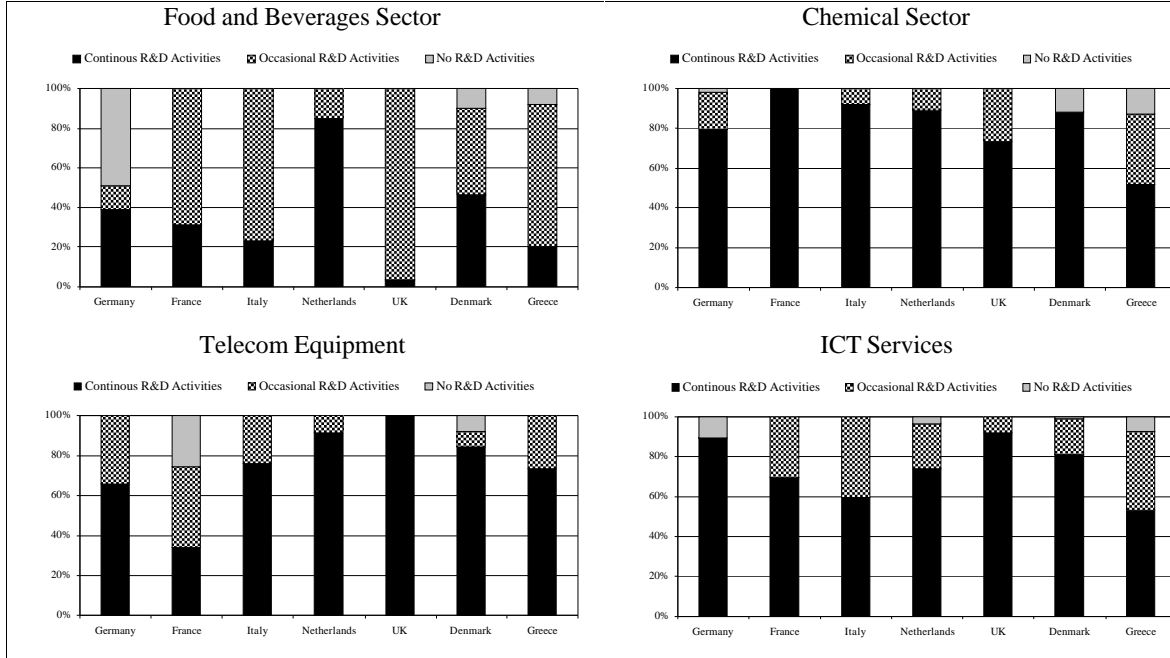 Food and Beverages Sector
Continous R&D Activities Occasional R&D Activities No R&D Activities
100%
80%
60%
40%
20%
0%
Germany France Italy Netherlands UK Denmark Greece
Chemical Sector
Continous R&D Activities Occasional R&D Activities No R&D Activities
100%
80%
60%
40%
20%
0%
Germany France Italy Netherlands UK Denmark Greece
Telecom Equipment
Continous R&D Activities Occasional R&D Activities No R&D Activities
100%
80%
60%
40%
20%
0%
Germany France Italy Netherlands UK Denmark Greece
ICT Services
Continous R&D Activities Occasional R&D Activities No R&D Activities
100%
80%
60%
40%
20%
0%
Germany France Italy Netherlands UK Denmark Greece